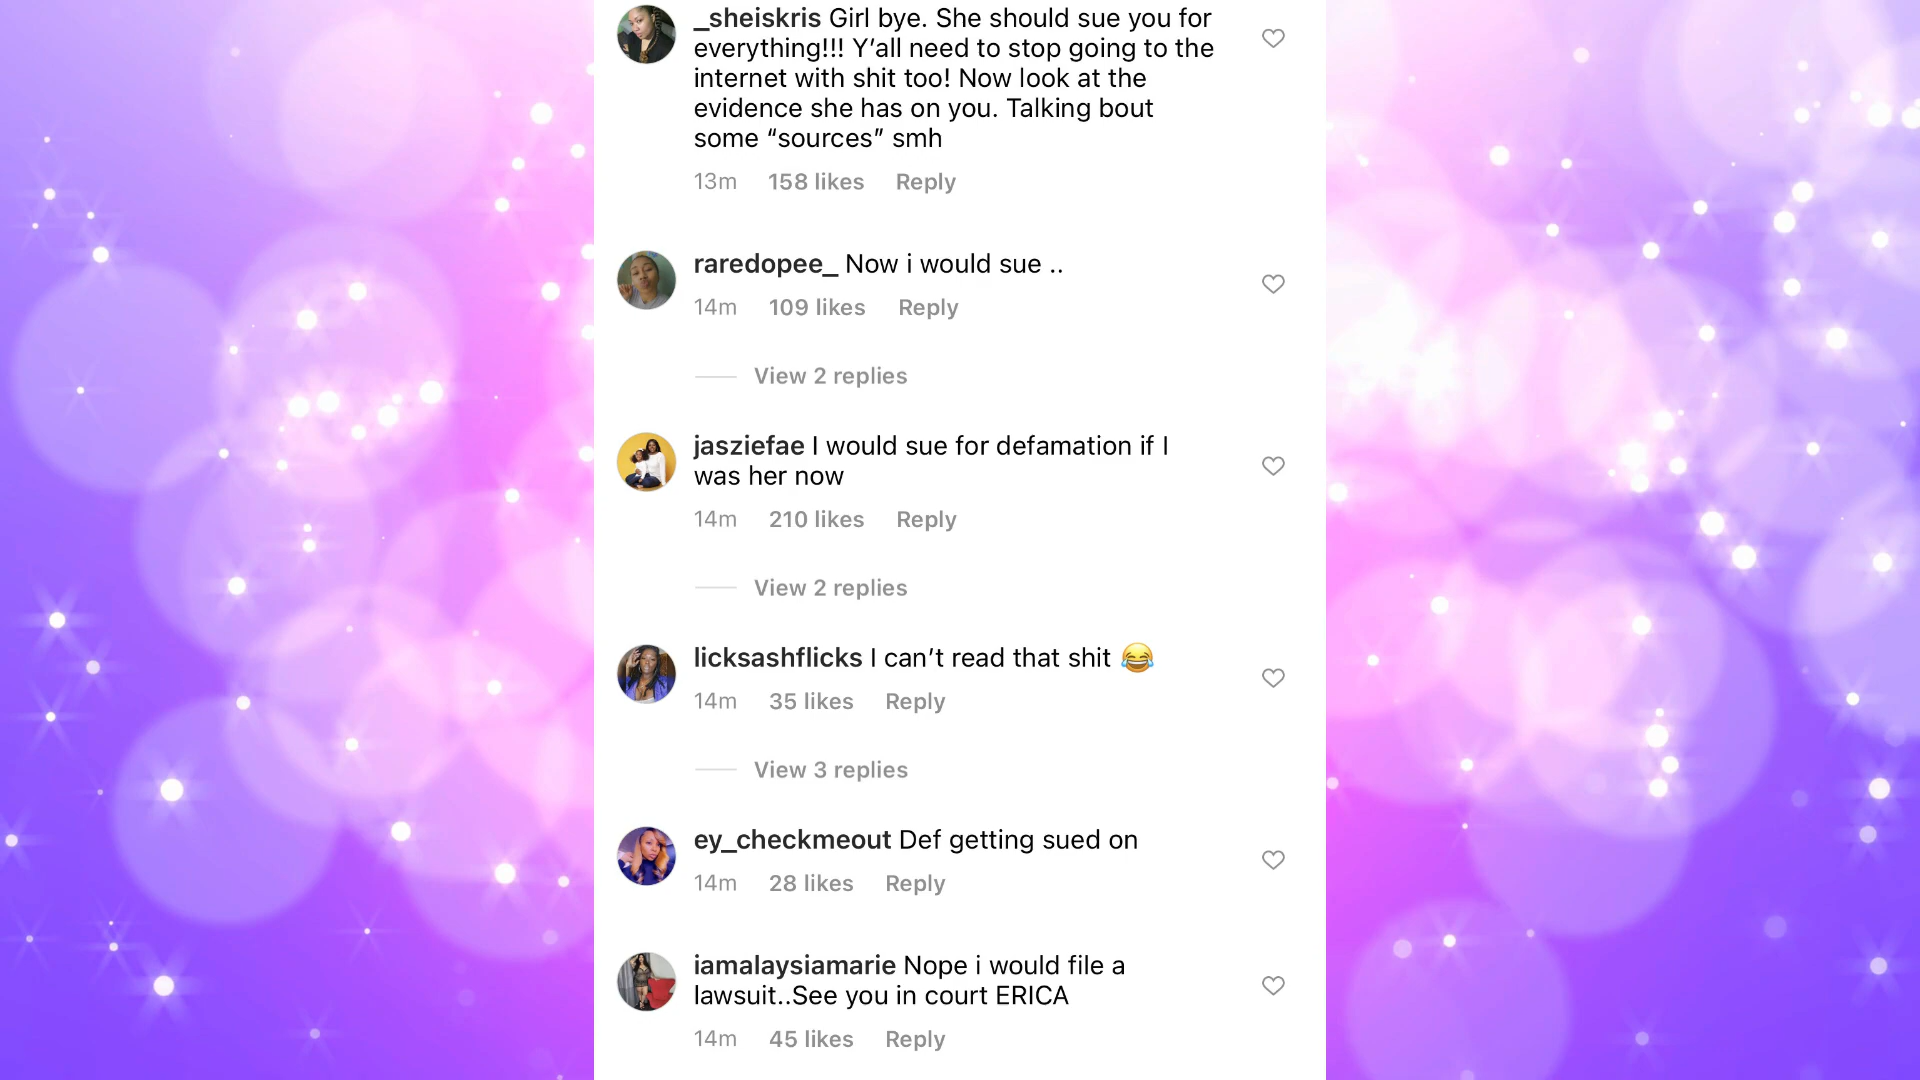 _sheiskris Girl bye. She should sue you for
everything!!! Y’all need to stop going to the
internet with shit too! Now look at the
evidence she has on you. Talking bout
some “sources” smh
13m 158 likes Reply
raredopee_ Now i would sue ..
14m 109 likes Reply
View 2 replies
jasziefae I would sue for defamation if I
was her now
14m 210 likes Reply
View 2 replies
licksashflicks I can’t read that shit 😂
14m 35 likes Reply
View 3 replies
ey_checkmeout Def getting sued on
14m 28 likes Reply
iamalaysiamarie Nope i would file a
lawsuit..See you in court ERICA
14m 45 likes Reply